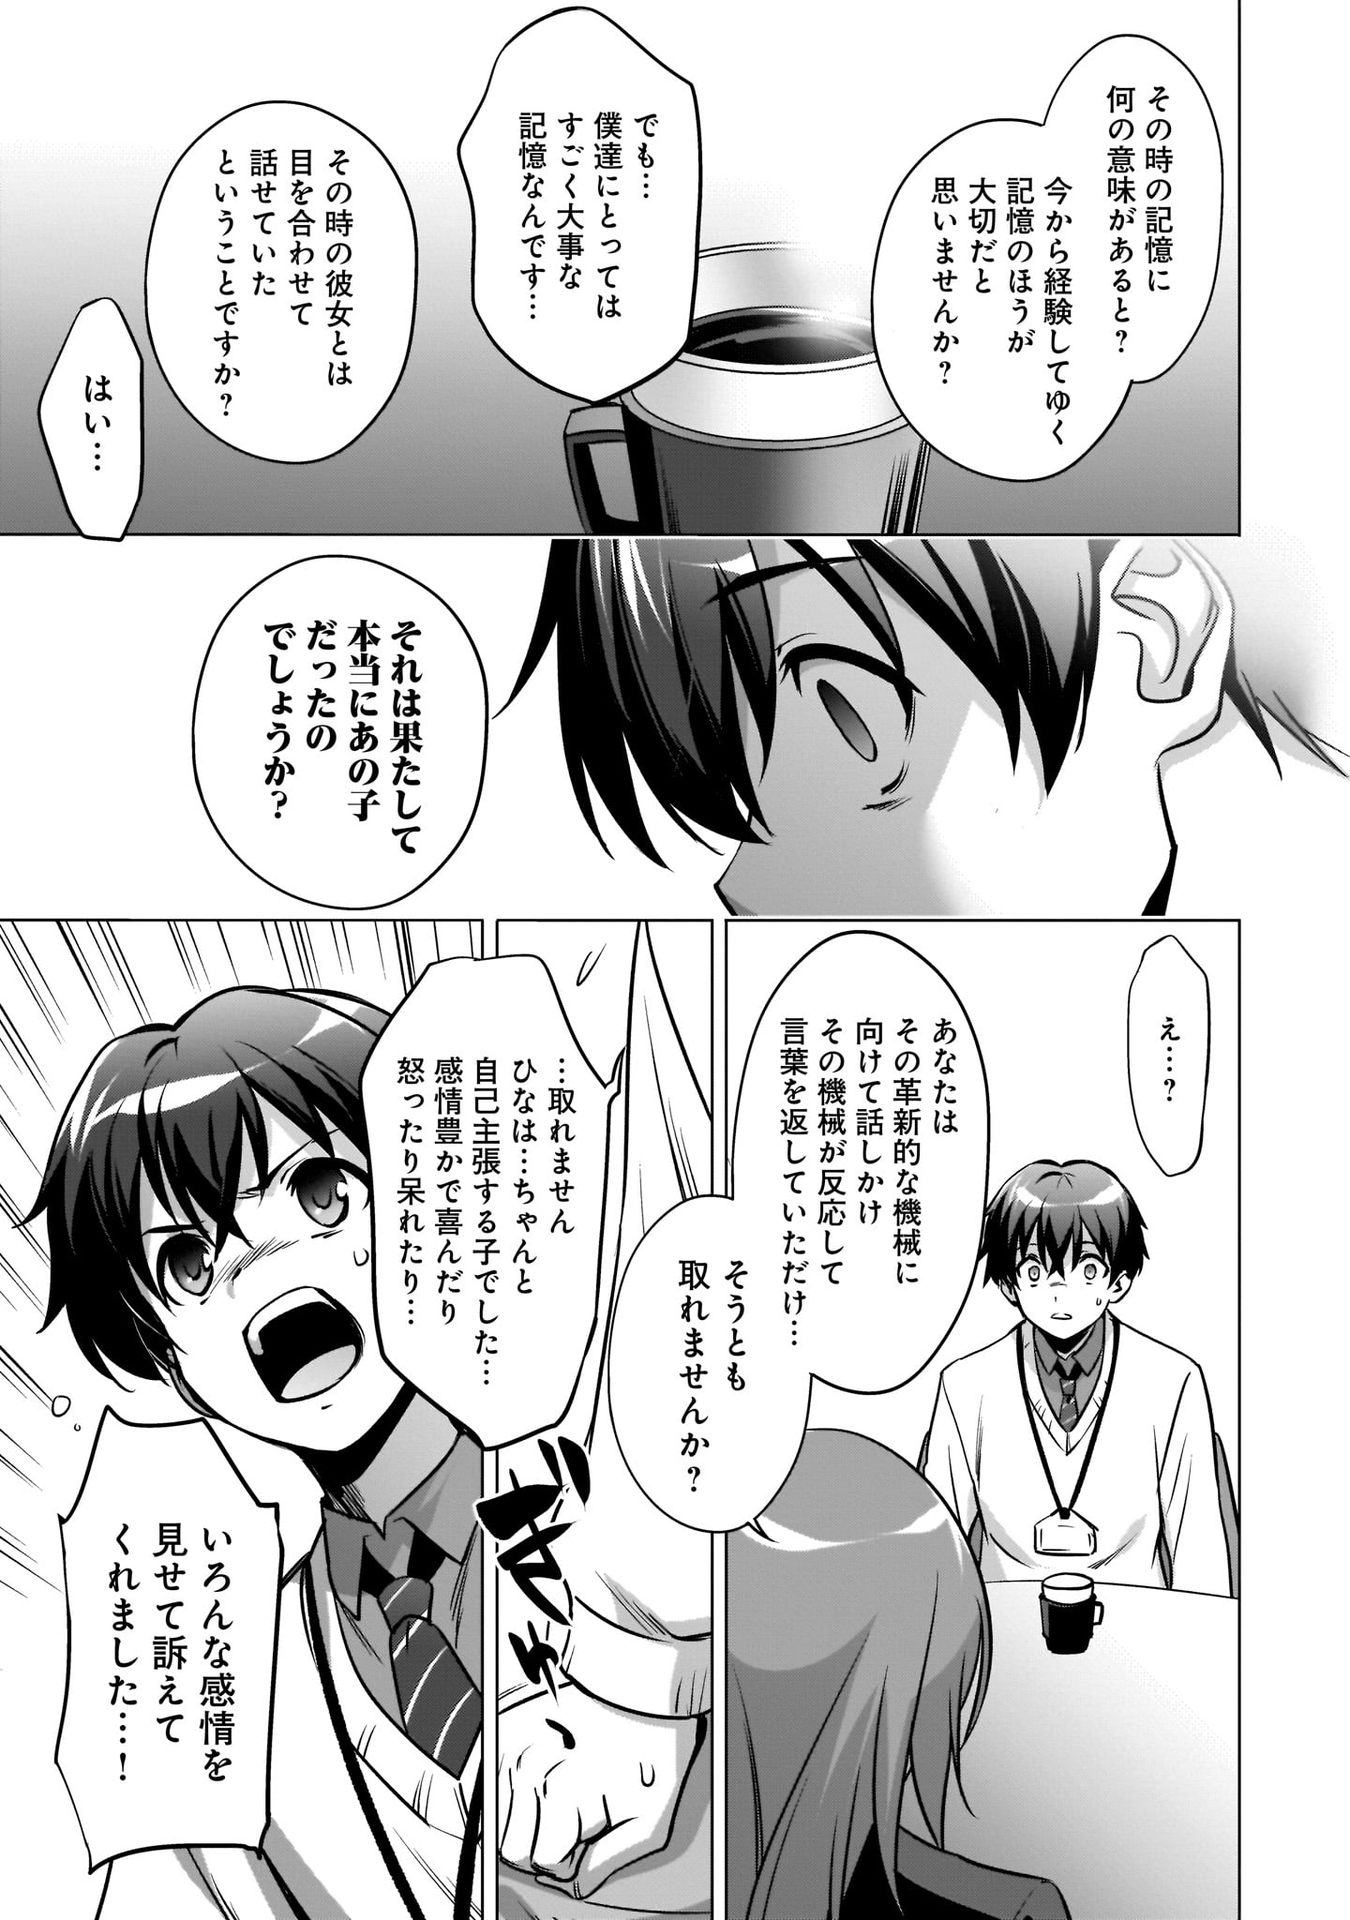 その時の記憶に
何の意味があると？
今から経験してゆく
記憶のほうが
大切だと
思いませんか？
でも…
僕達にとっては
すごく大事な
記憶なんです…
その時の彼女とは
目を合わせて
話せていた
ということですか？
はい…
それは果たして
本当にあの子
だったの
でしょうか？
え…？
あなたは
その革新的な機械に
向けて話しかけ
その機械が反応して
言葉を返していただけ…
そうとも
取れませんか？
…取れません
ひなは…ちゃんと
自己主張する子でした…
感情豊かで喜んだり
怒ったり呆れたり…
ぎゅ
いろんな感情を
見せて訴えて
くれました…！